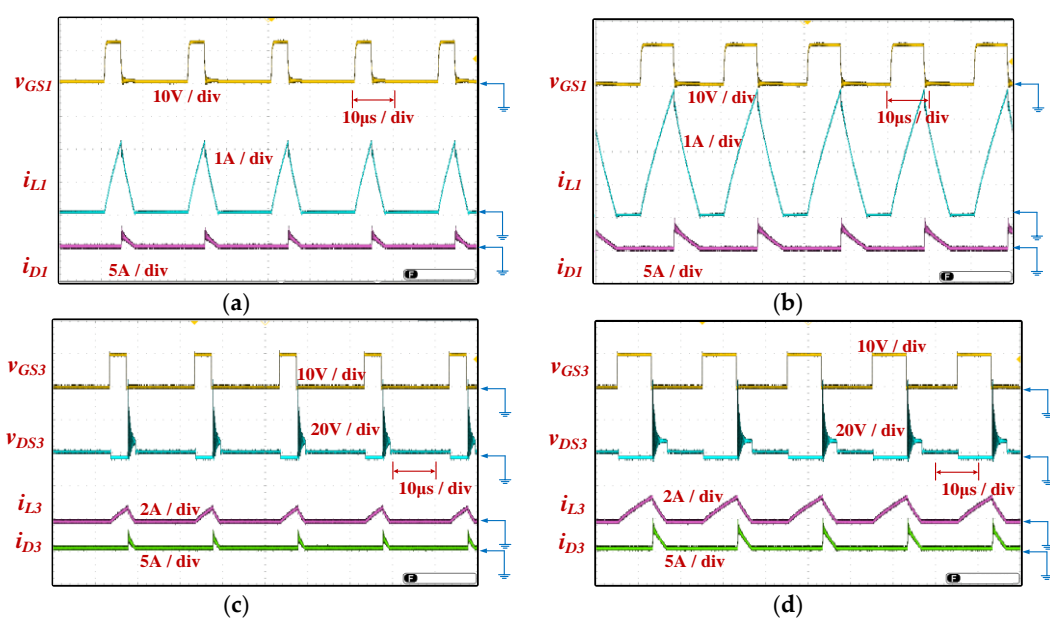 vGS1
10V / div
10μs / div
1A / div
iL1
iD1
5A / div
F
(a)
vGS1
10V / div
10μs / div
1A / div
iL1
iD1
5A / div
F
(b)
vGS3
10V / div
vDS3
20V / div
10μs / div
iL3
2A / div
iD3
5A / div
F
(c)
vGS3
10V / div
vDS3
20V / div
10μs / div
iL3
2A / div
iD3
5A / div
F
(d)